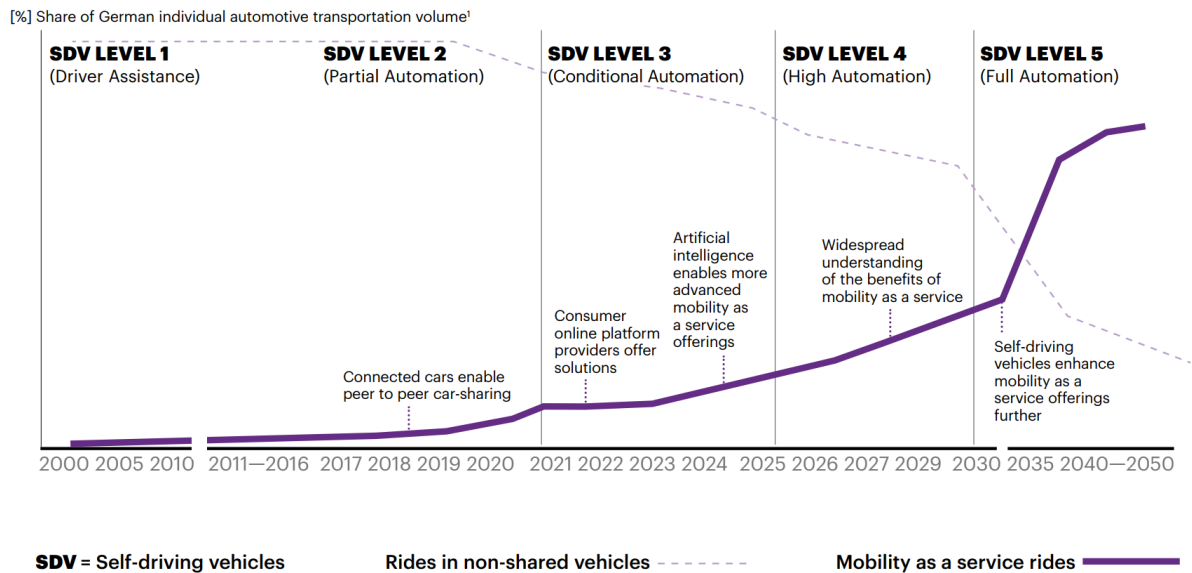 [%] Share of German individual automotive transportation volume¹
SDV LEVEL 1
(Driver Assistance)
SDV LEVEL 2
(Partial Automation)
SDV LEVEL 3
(Conditional Automation)
SDV LEVEL 4
(High Automation)
SDV LEVEL 5
(Full Automation)
Connected cars enable
peer to peer car-sharing
Consumer
online platform
providers offer
solutions
Artificial
intelligence
enables more
advanced
mobility as
a service
offerings
Widespread
understanding
of the benefits of
mobility as a service
Self-driving
vehicles enhance
mobility as a
service offerings
further
2000 2005 2010 2011—2016 2017 2018 2019 2020 2021 2022 2023 2024 2025 2026 2027 2029 2030 2035 2040—2050
SDV = Self-driving vehicles
Rides in non-shared vehicles
Mobility as a service rides